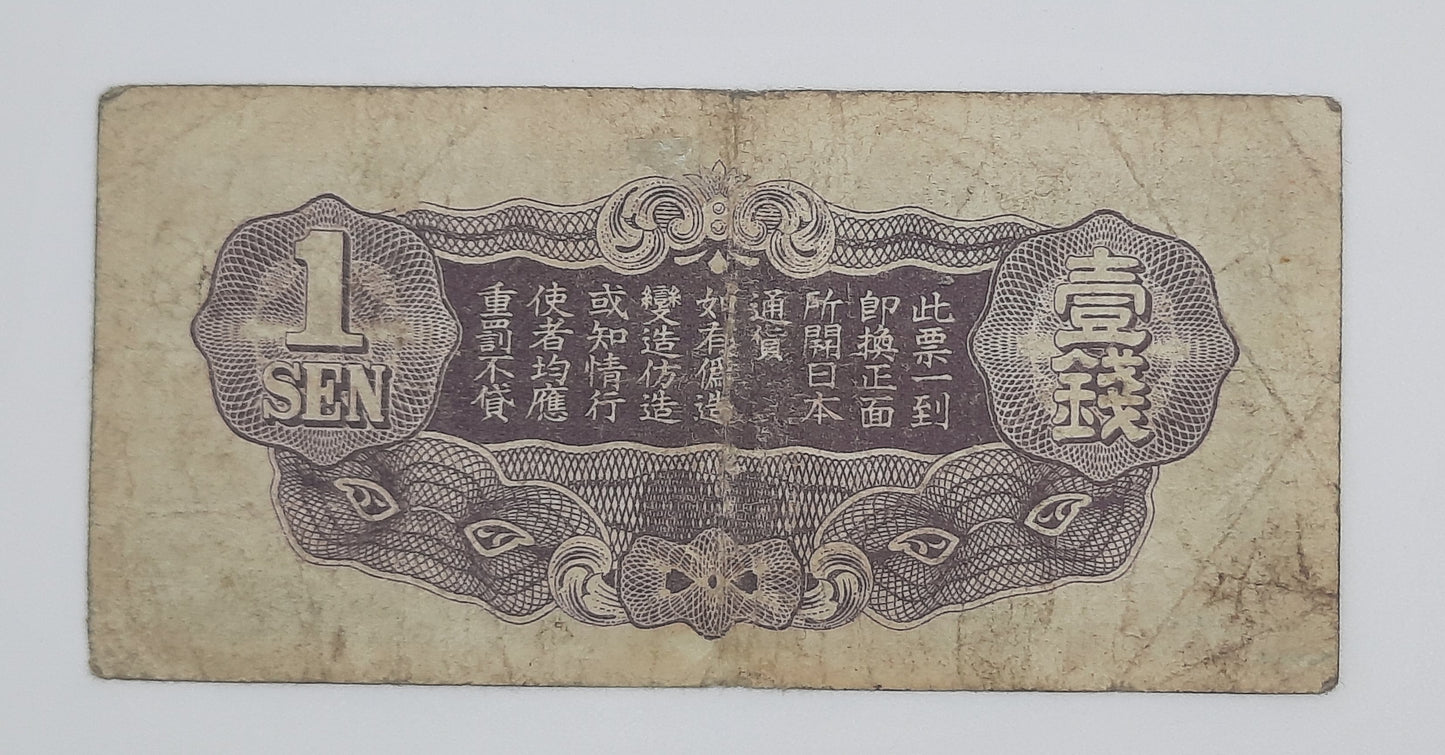 壹錢
此票一到
即換正面
所開日本
通貨
如有偽造
變造仿造
或知情行
使者均應
重罰不貸
1
SEN